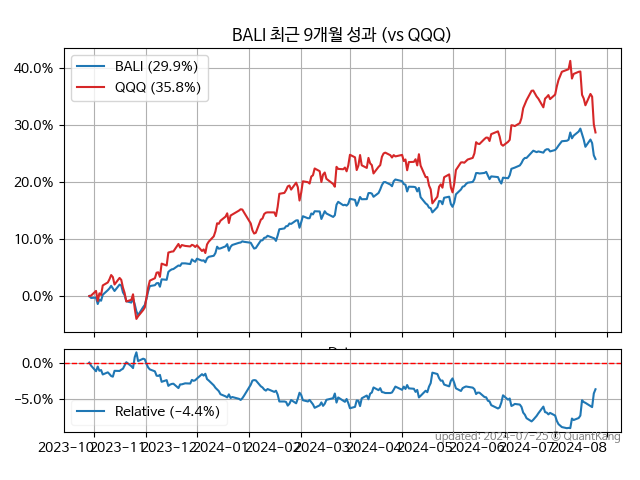 BALI 최근 9개월 성과 (vs QQQ)
BALI (29.9%)
QQQ (35.8%)
40.0%
30.0%
20.0%
10.0%
0.0%
0.0%
−5.0%
Relative (−4.4%)
updated: 2024-07-25 © QuantKang
2023−10 2023−11 2023−12 2024−01 2024−02 2024−03 2024−04 2024−05 2024−06 2024−07 2024−08